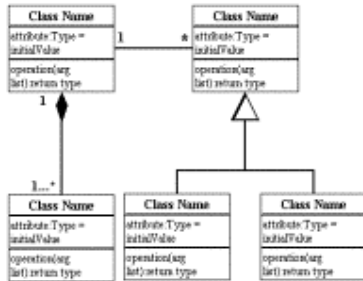 Class Name
attribute:Type =
initialValue
operation(arg
list):return type
1
*
Class Name
attribute:Type =
initialValue
operation(arg
list):return type
1
1...*
Class Name
attribute:Type =
initialValue
operation(arg
list):return type
Class Name
attribute:Type =
initialValue
operation(arg
list):return type
Class Name
attribute:Type =
initialValue
operation(arg
list):return type